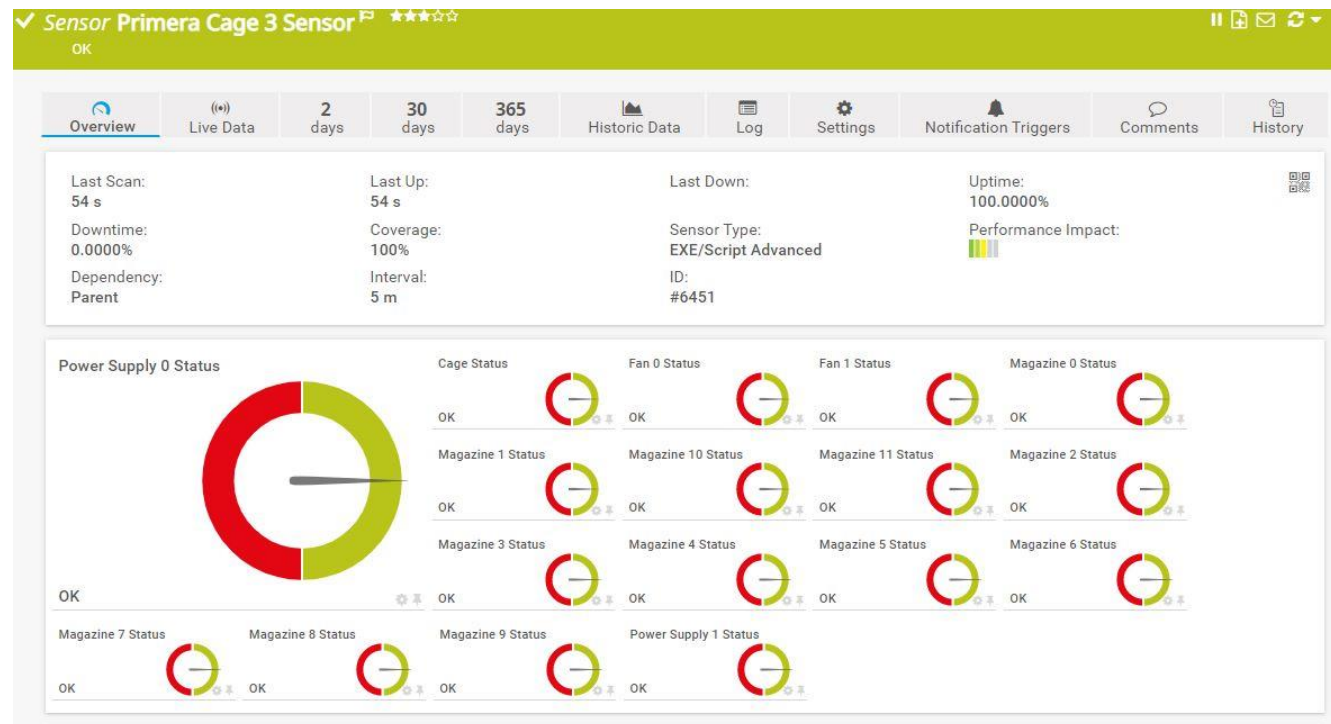 Sensor Primera Cage 3 Sensor
OK
Overview
Live Data
2 days
30 days
365 days
Historic Data
Log
Settings
Notification Triggers
Comments
History
Last Scan:
54 s
Last Up:
54 s
Last Down:
Uptime:
100.0000%
Downtime:
0.0000%
Coverage:
100%
Sensor Type:
EXE/Script Advanced
Performance Impact:
Dependency:
Parent
Interval:
5 m
ID:
#6451
Power Supply 0 Status
OK
Cage Status
OK
Fan 0 Status
OK
Fan 1 Status
OK
Magazine 0 Status
OK
Magazine 1 Status
OK
Magazine 10 Status
OK
Magazine 11 Status
OK
Magazine 2 Status
OK
Magazine 3 Status
OK
Magazine 4 Status
OK
Magazine 5 Status
OK
Magazine 6 Status
OK
Magazine 7 Status
OK
Magazine 8 Status
OK
Magazine 9 Status
OK
Power Supply 1 Status
OK